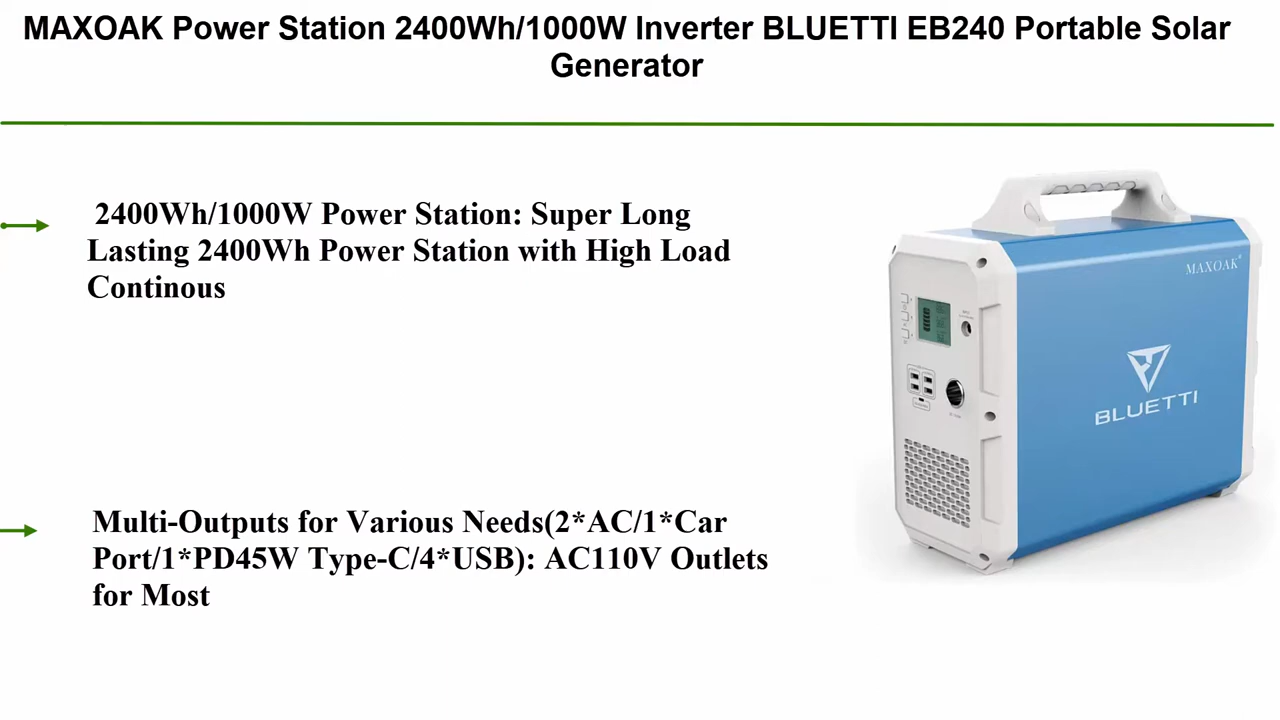 MAXOAK Power Station 2400Wh/1000W Inverter BLUETTI EB240 Portable Solar
Generator
2400Wh/1000W Power Station: Super Long
Lasting 2400Wh Power Station with High Load
Continous
MAXOAK
BLUETTI
Multi-Outputs for Various Needs(2*AC/1*Car
Port/1*PD45W Type-C/4*USB): AC110V Outlets
for Most